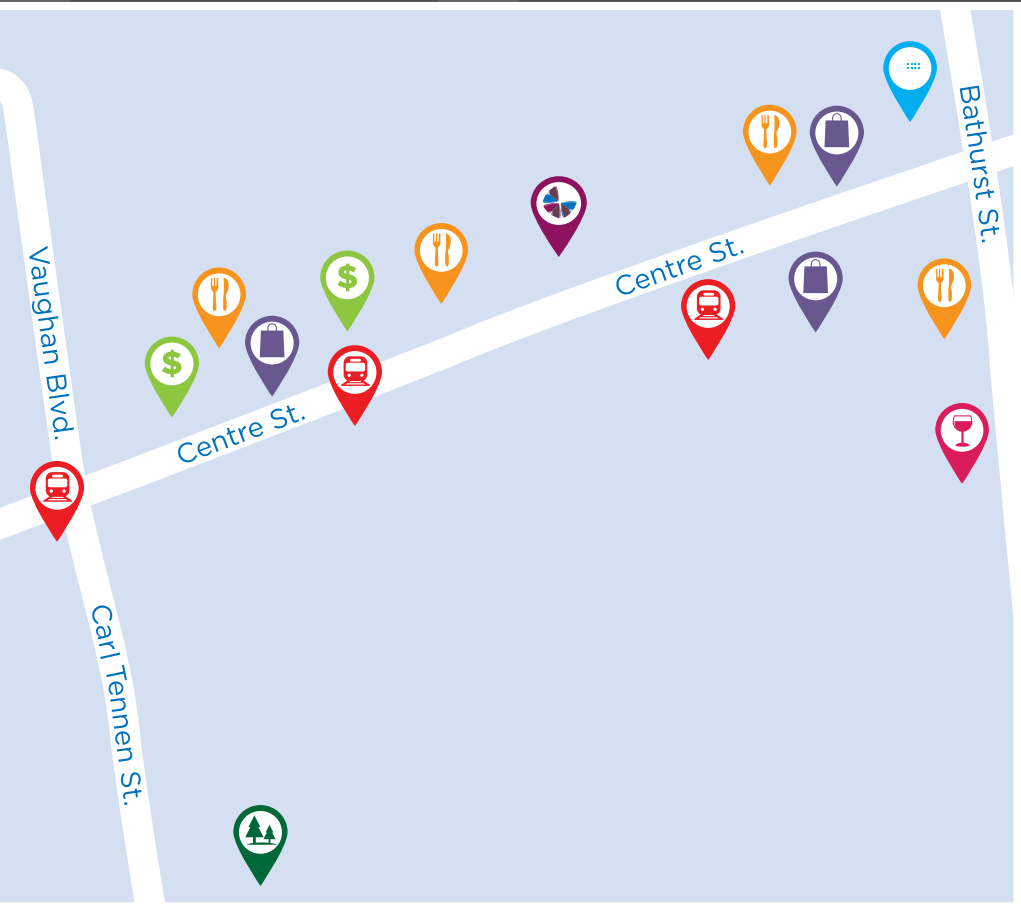 Bathurst St.
Centre St.
Vaughan Blvd.
$
$
Centre St.
Carl Tennen St.